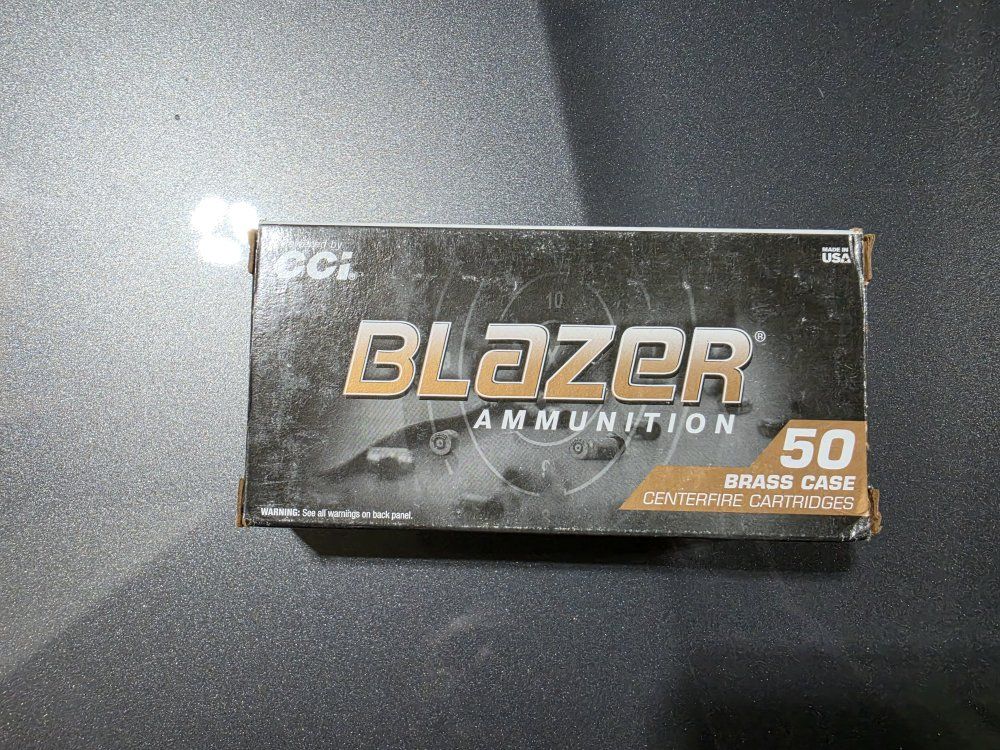 by
CCI
MADE IN
USA
10
BLAZER®
AMMUNITION
50
BRASS CASE
CENTERFIRE CARTRIDGES
WARNING: See all warnings on back panel.